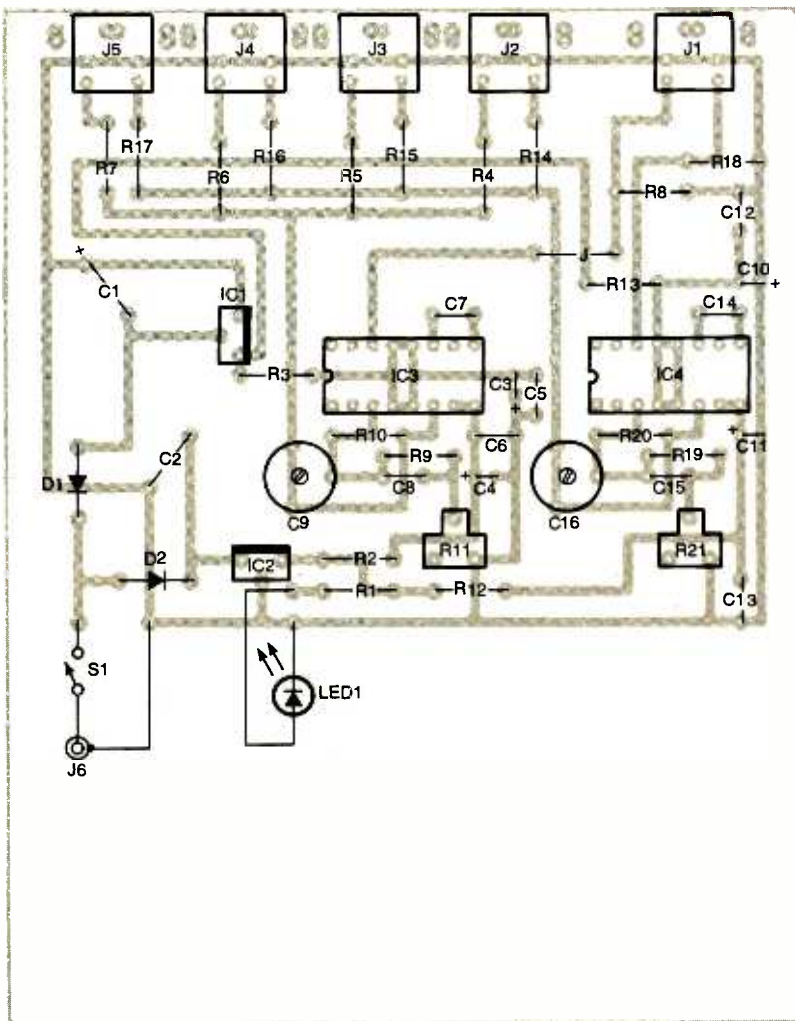 J5 J4 J3 J2 J1
R17 R16 R15 R14 R18
R7 R6 R5 R4 R8
C12
J
+ C1 IC1 R13 C10 +
C7 C14
R3 IC3 C3 C5 IC4
+
C2 R10 C6 R20 + C11
R9 R19
D1 C8 + C4 C15
C9 C16
R11 R21
D2 IC2 R2
R1 R12 C13
S1
LED1
J6